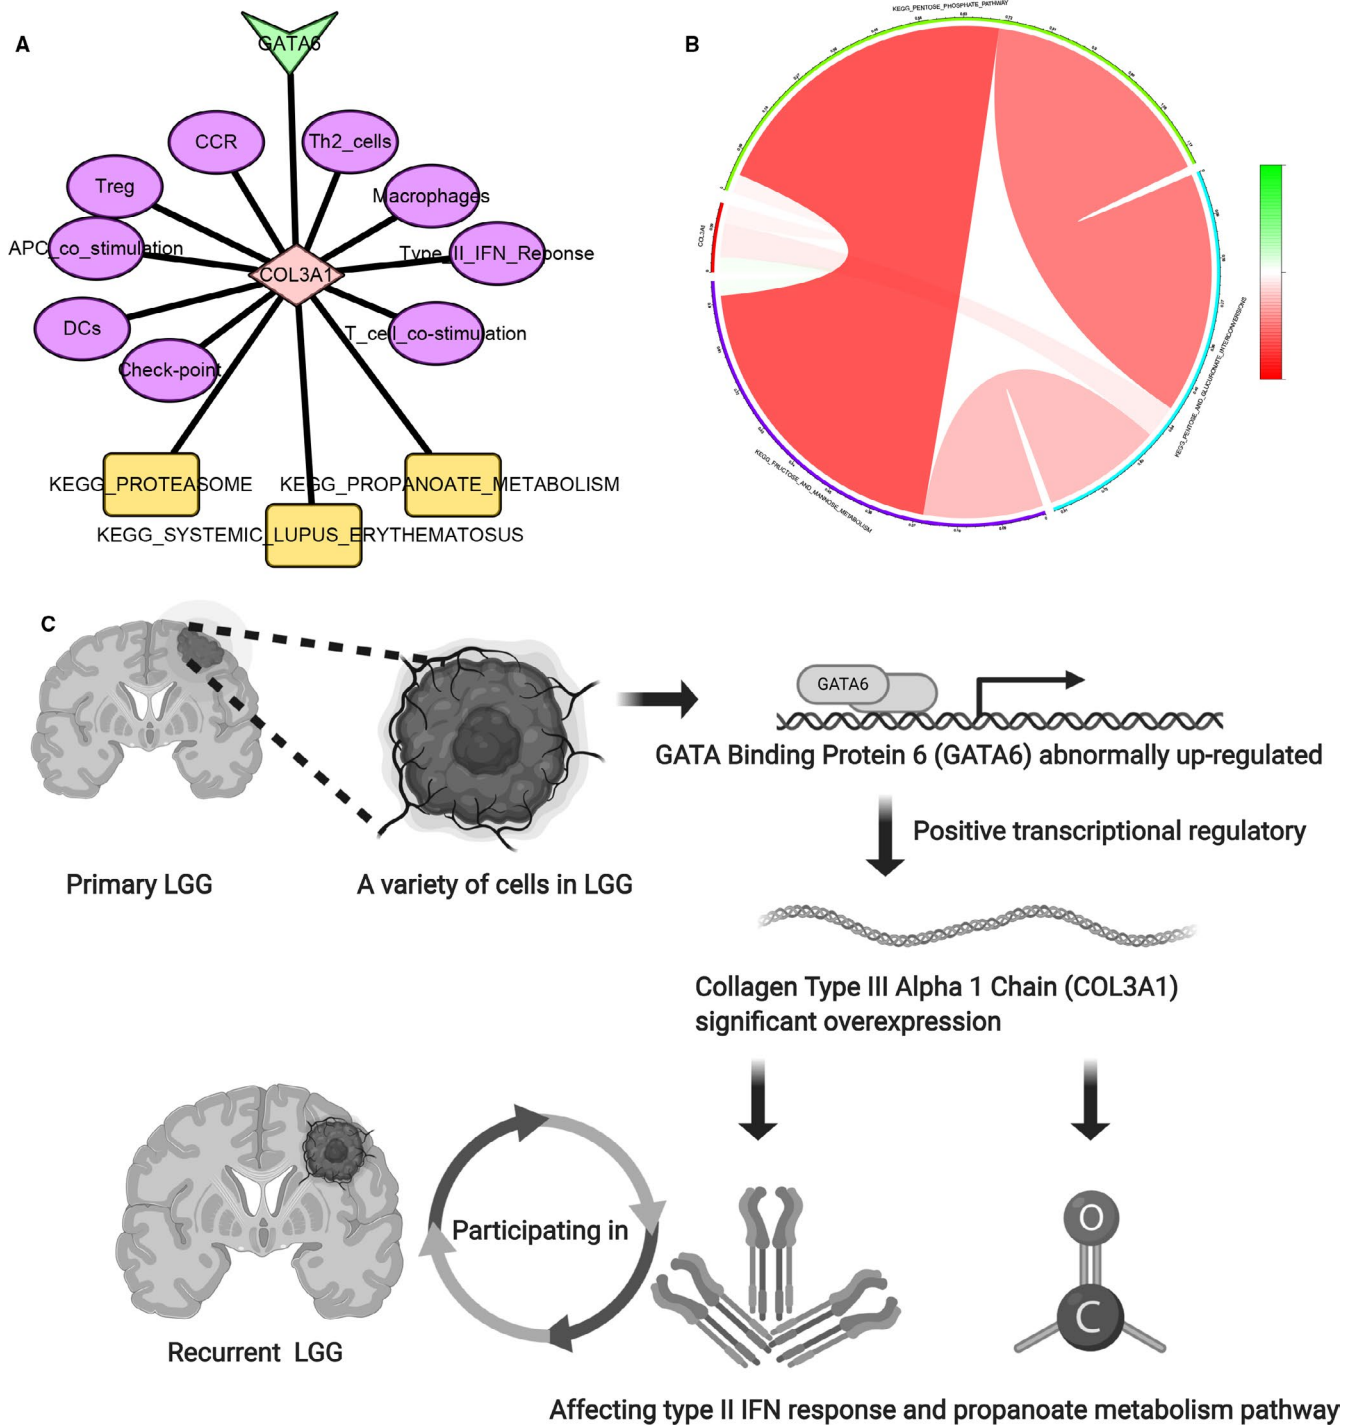 A
GATA6
CCR
Th2_cells
Treg
Macrophages
APC_co_stimulation
Type_II_IFN_Reponse
COL3A1
DCs
T_cell_co-stimulation
Check-point
KEGG_PROTEASOME
KEGG_PROPANOATE_METABOLISM
KEGG_SYSTEMIC_LUPUS_ERYTHEMATOSUS
B
KEGG_PENTOSE_PHOSPHATE_PATHWAY
COL3A1
KEGG_PENTOSE_AND_GLUCURONATE_INTERCONVERSIONS
KEGG_FRUCTOSE_AND_MANNOSE_METABOLISM
C
GATA6
GATA Binding Protein 6 (GATA6) abnormally up-regulated
Positive transcriptional regulatory
Primary LGG
A variety of cells in LGG
Collagen Type III Alpha 1 Chain (COL3A1)
significant overexpression
Participating in
O
C
Recurrent LGG
Affecting type II IFN response and propanoate metabolism pathway